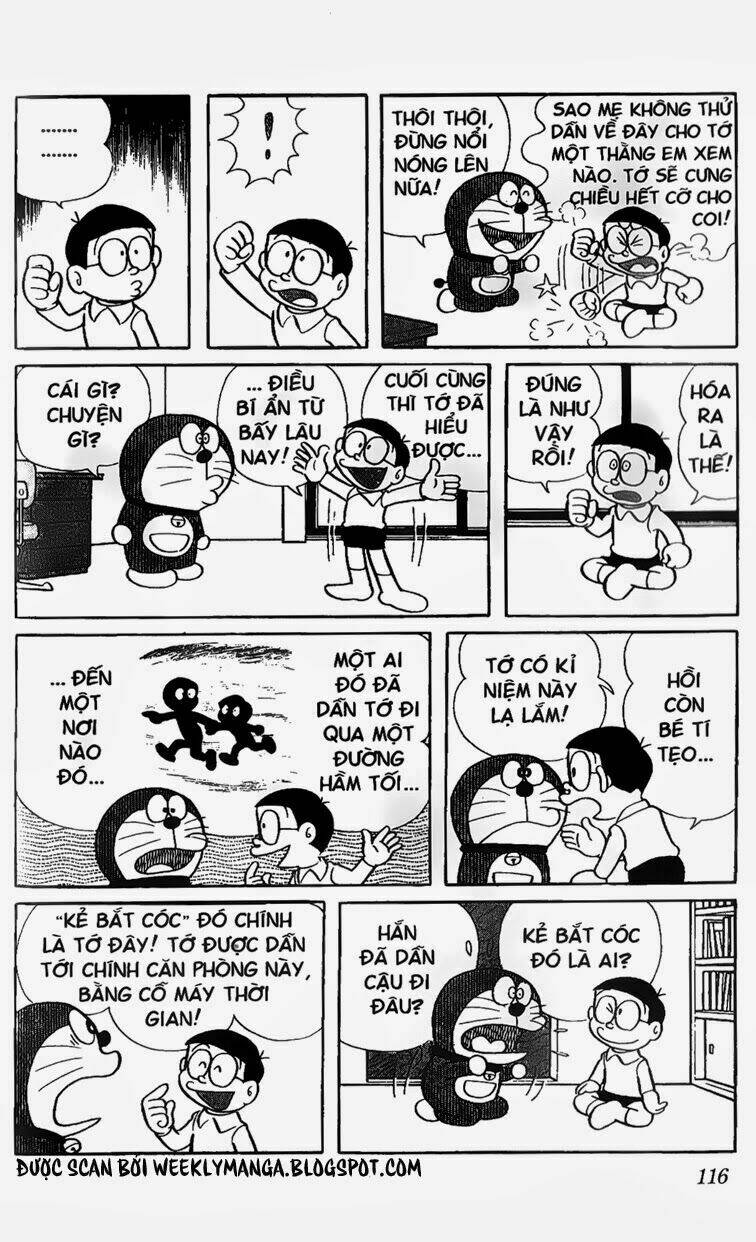 SAO MẸ KHÔNG THỬ
DẤN VỀ ĐÂY CHO TỚ
MỘT THẰNG EM XEM
NÀO. TỚ SẼ CƯNG
CHIỀU HẾT CỠ CHO
COI!
THÔI THÔI,
ĐỪNG NỔI
NÓNG LÊN
NỮA!
!
........
........
HÓA
RA
LÀ
THẾ!
ĐÚNG
LÀ NHƯ
VẬY
RỒI!
CUỐI CÙNG
THÌ TỚ ĐÃ
HIỂU
ĐƯỢC...
... ĐIỀU
BÍ ẨN TỪ
BẤY LÂU
NAY!
CÁI GÌ?
CHUYỆN
GÌ?
HỒI
CÒN
BÉ TÍ
TẸO...
TỚ CÓ KỈ
NIỆM NÀY
LẠ LẮM!
MỘT AI
ĐÓ ĐÃ
DẤN TỚ ĐI
QUA MỘT
ĐƯỜNG
HẦM TỐI...
... ĐẾN
MỘT
NƠI
NÀO
ĐÓ...
KẺ BẮT CÓC
ĐÓ LÀ AI?
HẮN
ĐÃ DẤN
CẬU ĐI
ĐÂU?
"KẺ BẮT CÓC" ĐÓ CHÍNH
LÀ TỚ ĐÂY! TỚ ĐƯỢC DẤN
TỚI CHÍNH CĂN PHÒNG NÀY,
BẰNG CỖ MÁY THỜI
GIAN!
ĐƯỢC SCAN BỞI WEEKLYMANGA.BLOGSPOT.COM
116